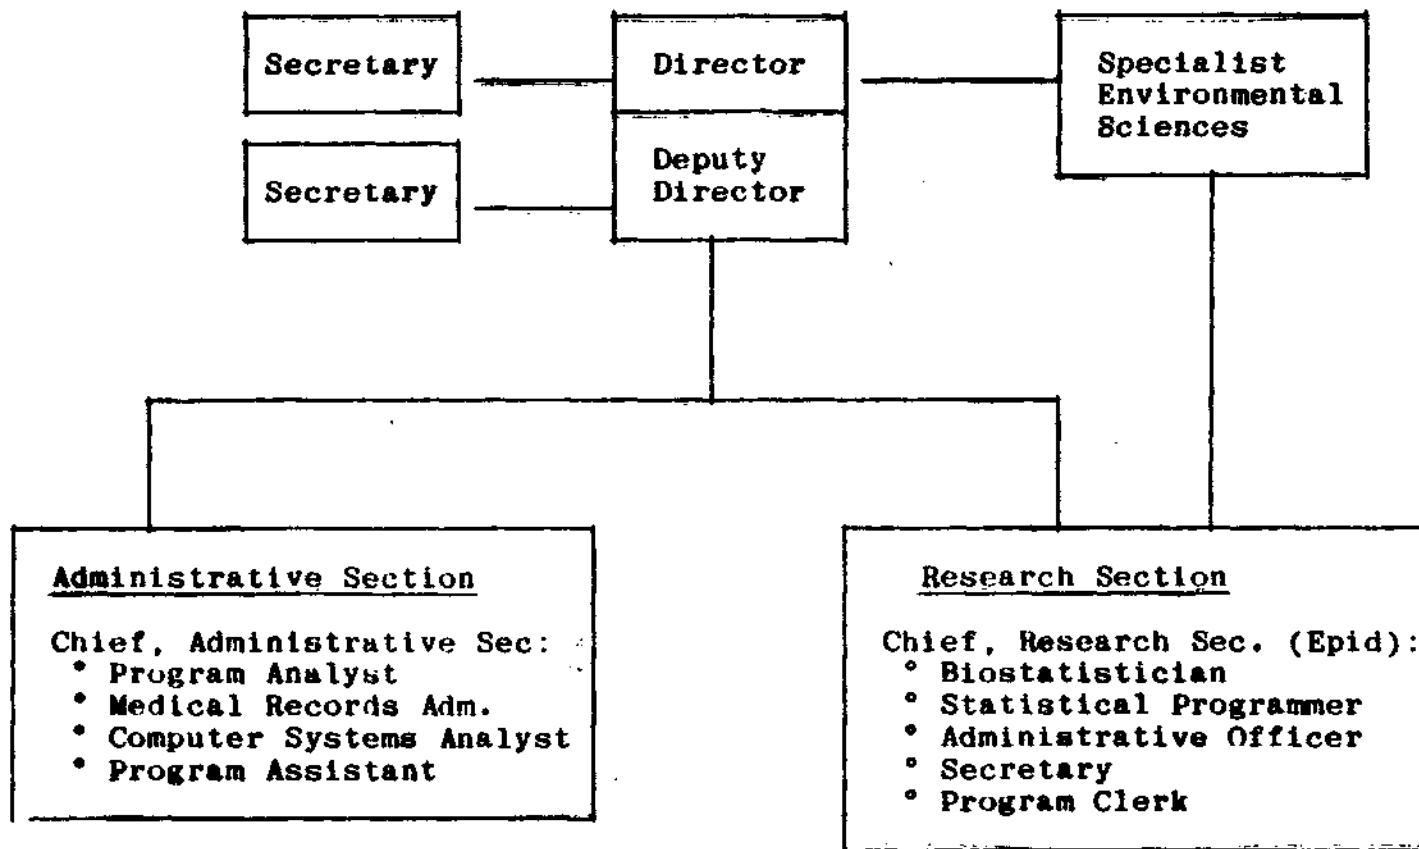 Secretary
Director
Specialist
Environmental
Sciences
Secretary
Deputy
Director
Administrative Section
Chief, Administrative Sec:
• Program Analyst
• Medical Records Adm.
• Computer Systems Analyst
• Program Assistant
Research Section
Chief, Research Sec. (Epid):
° Biostatistician
° Statistical Programmer
° Administrative Officer
° Secretary
° Program Clerk